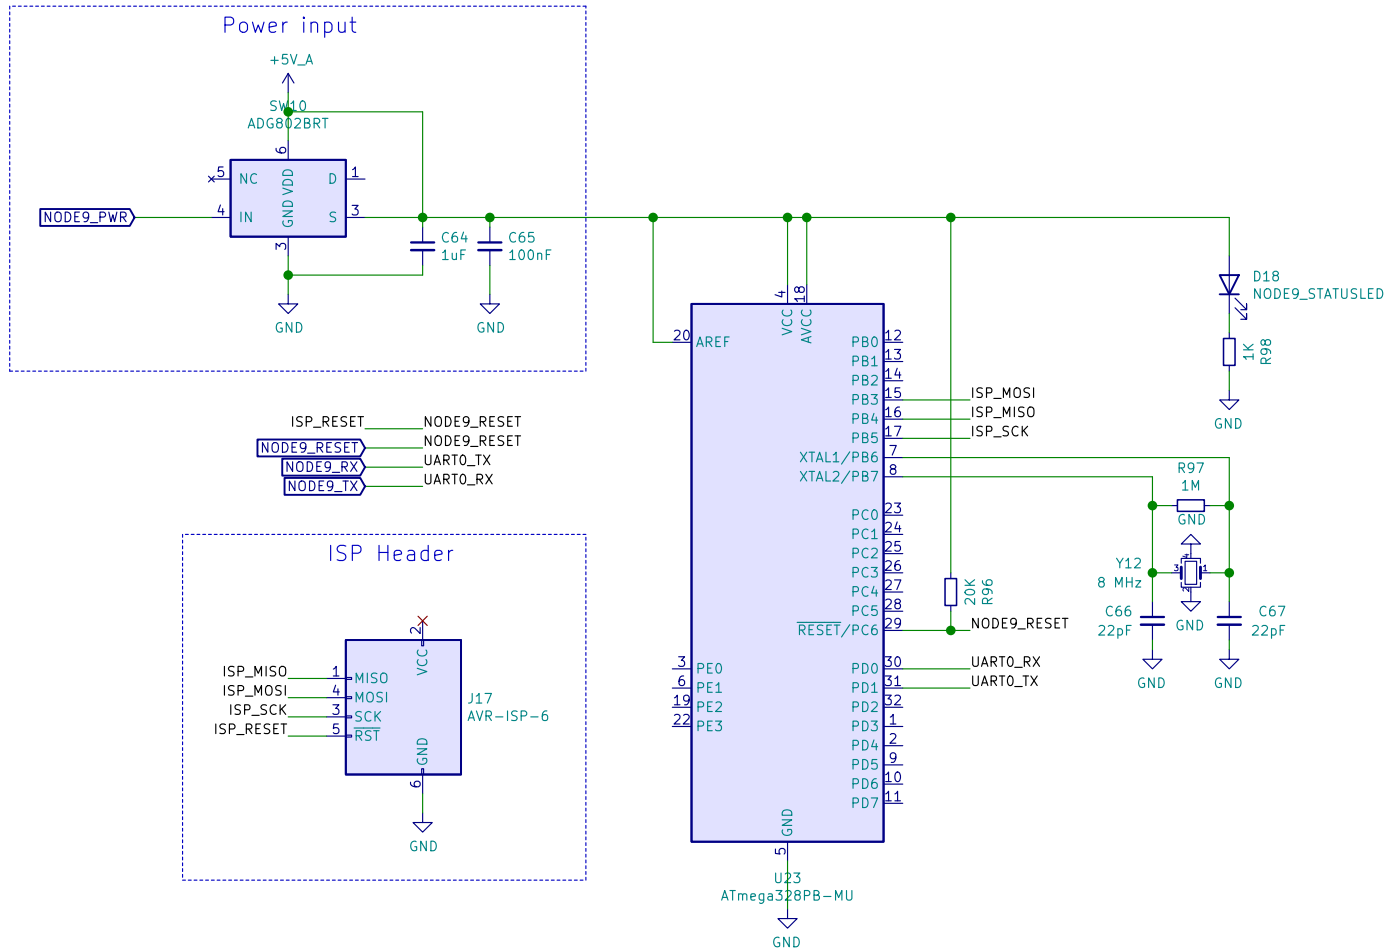 Power input
+5V_A
SW10
ADG802BRT
6
5
NC
GND VDD
D
1
NODE9_PWR
4
IN
S
3
3
GND
C64
1uF
C65
100nF
GND
D18
NODE9_STATUSLED
1K
R98
GND
4
18
VCC
AVCC
20
AREF
PB0
12
PB1
13
PB2
14
PB3
15
ISP_MOSI
PB4
16
ISP_MISO
PB5
17
ISP_SCK
XTAL1/PB6
7
XTAL2/PB7
8
PC0
23
PC1
24
PC2
25
PC3
26
PC4
27
PC5
28
RESET/PC6
29
NODE9_RESET
20K
R96
3
PE0
6
PE1
19
PE2
22
PE3
PD0
30
UART0_RX
PD1
31
UART0_TX
PD2
32
PD3
1
PD4
2
PD5
9
PD6
10
PD7
11
GND
5
U23
ATmega328PB-MU
GND
R97
1M
GND
Y12
8 MHz
4
3
1
2
GND
C66
22pF
C67
22pF
GND
GND
ISP_RESET
NODE9_RESET
NODE9_RESET
NODE9_RESET
NODE9_RX
UART0_TX
NODE9_TX
UART0_RX
ISP Header
2
VCC
ISP_MISO
1
MISO
ISP_MOSI
4
MOSI
ISP_SCK
3
SCK
ISP_RESET
5
RST
GND
6
J17
AVR-ISP-6
GND